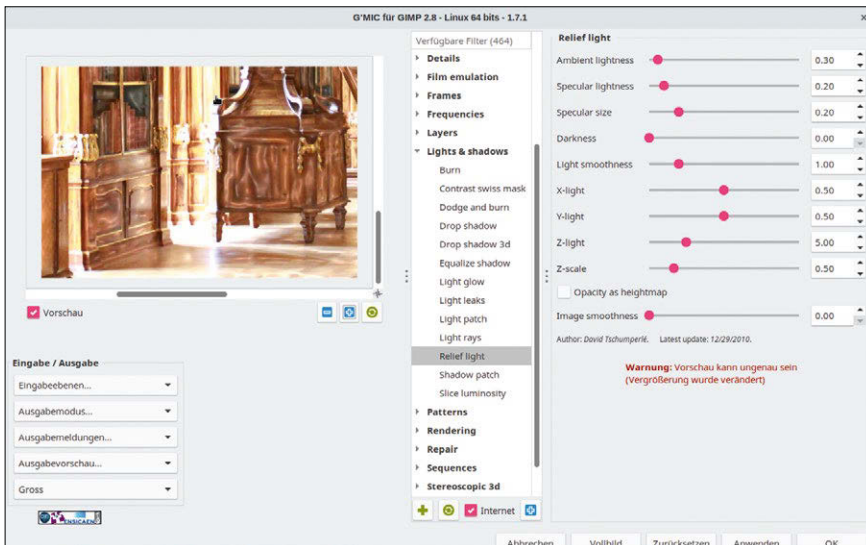 G'MIC für GIMP 2.8 - Linux 64 bits - 1.7.1
Vorschau
Eingabe / Ausgabe
Eingabeebenen...
Ausgabemodus...
Ausgabemeldungen...
Ausgabevorschau...
Gross
ENSICAEN
Verfügbare Filter (464)
Details
Film emulation
Frames
Frequencies
Layers
Lights & shadows
Burn
Contrast swiss mask
Dodge and burn
Drop shadow
Drop shadow 3d
Equalize shadow
Light glow
Light leaks
Light patch
Light rays
Relief light
Shadow patch
Slice luminosity
Patterns
Rendering
Repair
Sequences
Stereoscopic 3d
Internet
Relief light
Ambient lightness 0.30
Specular lightness 0.20
Specular size 0.20
Darkness 0.00
Light smoothness 1.00
X-light 0.50
Y-light 0.50
Z-light 5.00
Z-scale 0.50
Opacity as heightmap
Image smoothness 0.00
Author: David Tschumperlé. Latest update: 12/29/2010.
Warnung: Vorschau kann ungenau sein
(Vergrößerung wurde verändert)
Abbrechen Vollbild Zurücksetzen Anwenden OK